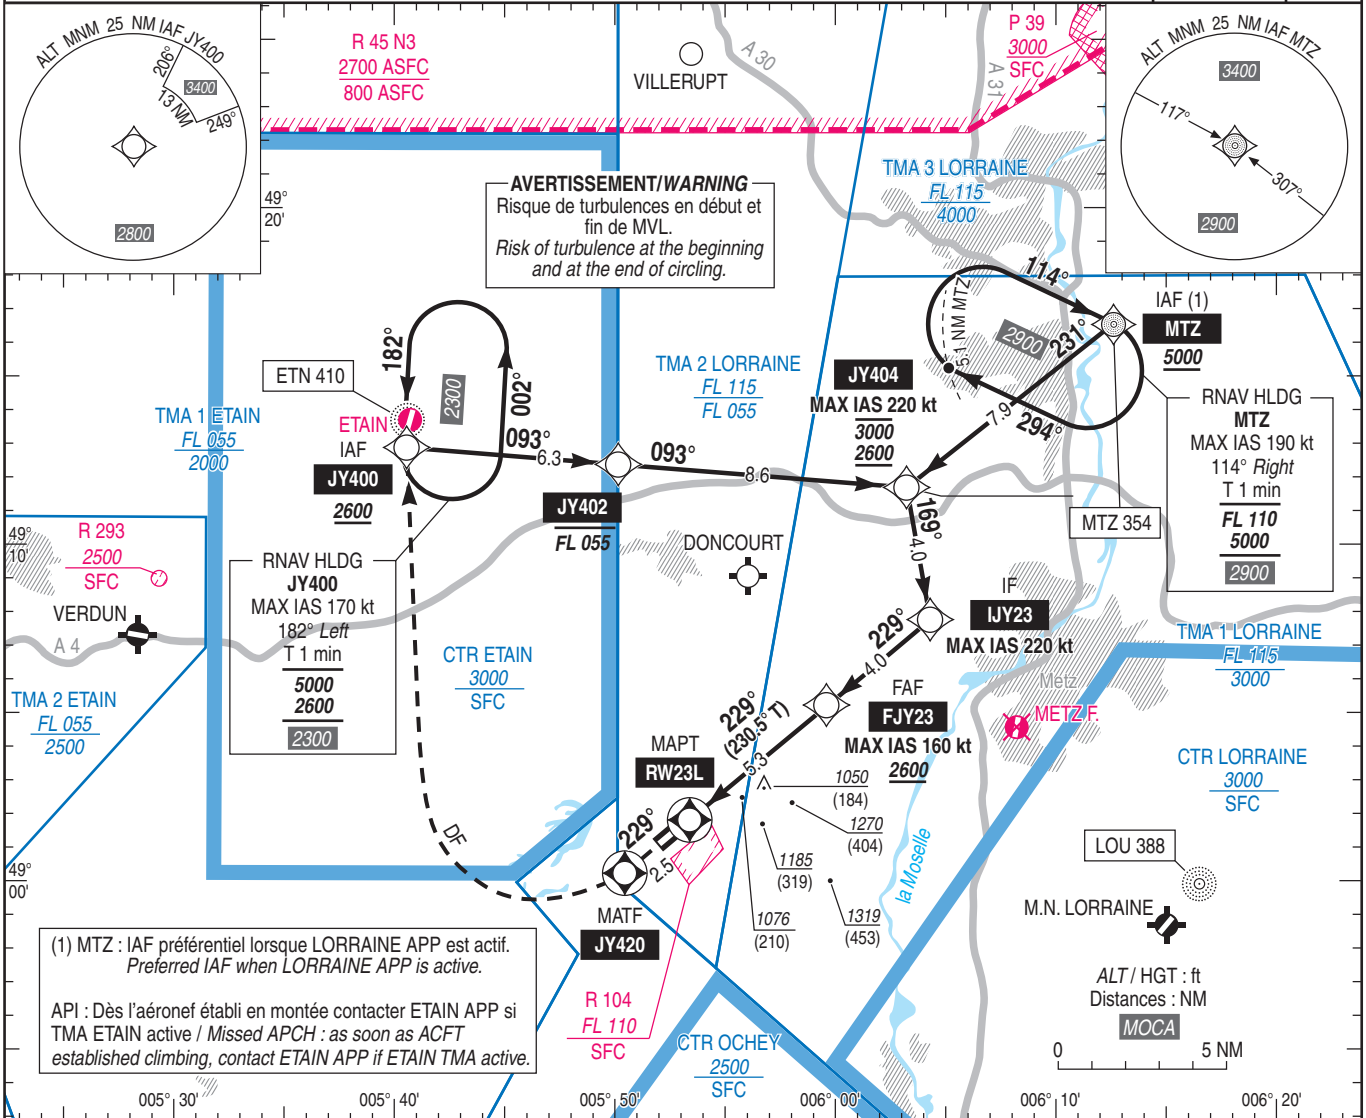 ALT MNM 25 NM IAF JY400
206°
3400
13 NM
249°
2800
R 45 N3
2700 ASFC
800 ASFC
VILLERUPT
A 30
P 39
3000
SFC
A 31
ALT MNM 25 NM IAF MTZ
3400
117°
307°
2900
49°
20'
AVERTISSEMENT/WARNING
Risque de turbulences en début et
fin de MVL.
Risk of turbulence at the beginning
and at the end of circling.
TMA 3 LORRAINE
FL 115
4000
114°
5.1 NM MTZ
2900
231°
294°
7.9
IAF (1)
MTZ
5000
182°
ETN 410
2300
002°
ETAIN
IAF
JY400
2600
TMA 1 ETAIN
FL 055
2000
093°
6.3
TMA 2 LORRAINE
FL 115
FL 055
JY404
MAX IAS 220 kt
3000
2600
093°
8.6
JY402
FL 055
RNAV HLDG
MTZ
MAX IAS 190 kt
114° Right
T 1 min
FL 110
5000
2900
MTZ 354
169°
4.0
49°
10'
R 293
2500
SFC
VERDUN
A 4
RNAV HLDG
JY400
MAX IAS 170 kt
182° Left
T 1 min
5000
2600
2300
DONCOURT
IF
IJY23
MAX IAS 220 kt
229°
4.0
TMA 1 LORRAINE
FL 115
3000
CTR ETAIN
3000
SFC
TMA 2 ETAIN
FL 055
2500
Metz
METZ F.
FAF
FJY23
MAX IAS 160 kt
2600
229°
(230.5° T)
5.3
MAPT
RW23L
CTR LORRAINE
3000
SFC
1050
(184)
1270
(404)
1185
(319)
1076
(210)
1319
(453)
229°
2.5
DF
la Moselle
LOU 388
M.N. LORRAINE
49°
00'
MATF
JY420
(1) MTZ : IAF préférentiel lorsque LORRAINE APP est actif.
Preferred IAF when LORRAINE APP is active.
API : Dès l'aéronef établi en montée contacter ETAIN APP si
TMA ETAIN active / Missed APCH : as soon as ACFT
established climbing, contact ETAIN APP if ETAIN TMA active.
R 104
FL 110
SFC
CTR OCHEY
2500
SFC
ALT / HGT : ft
Distances : NM
MOCA
0 5 NM
005° 30' 005° 40' 005° 50' 006° 00' 006° 10' 006° 20'